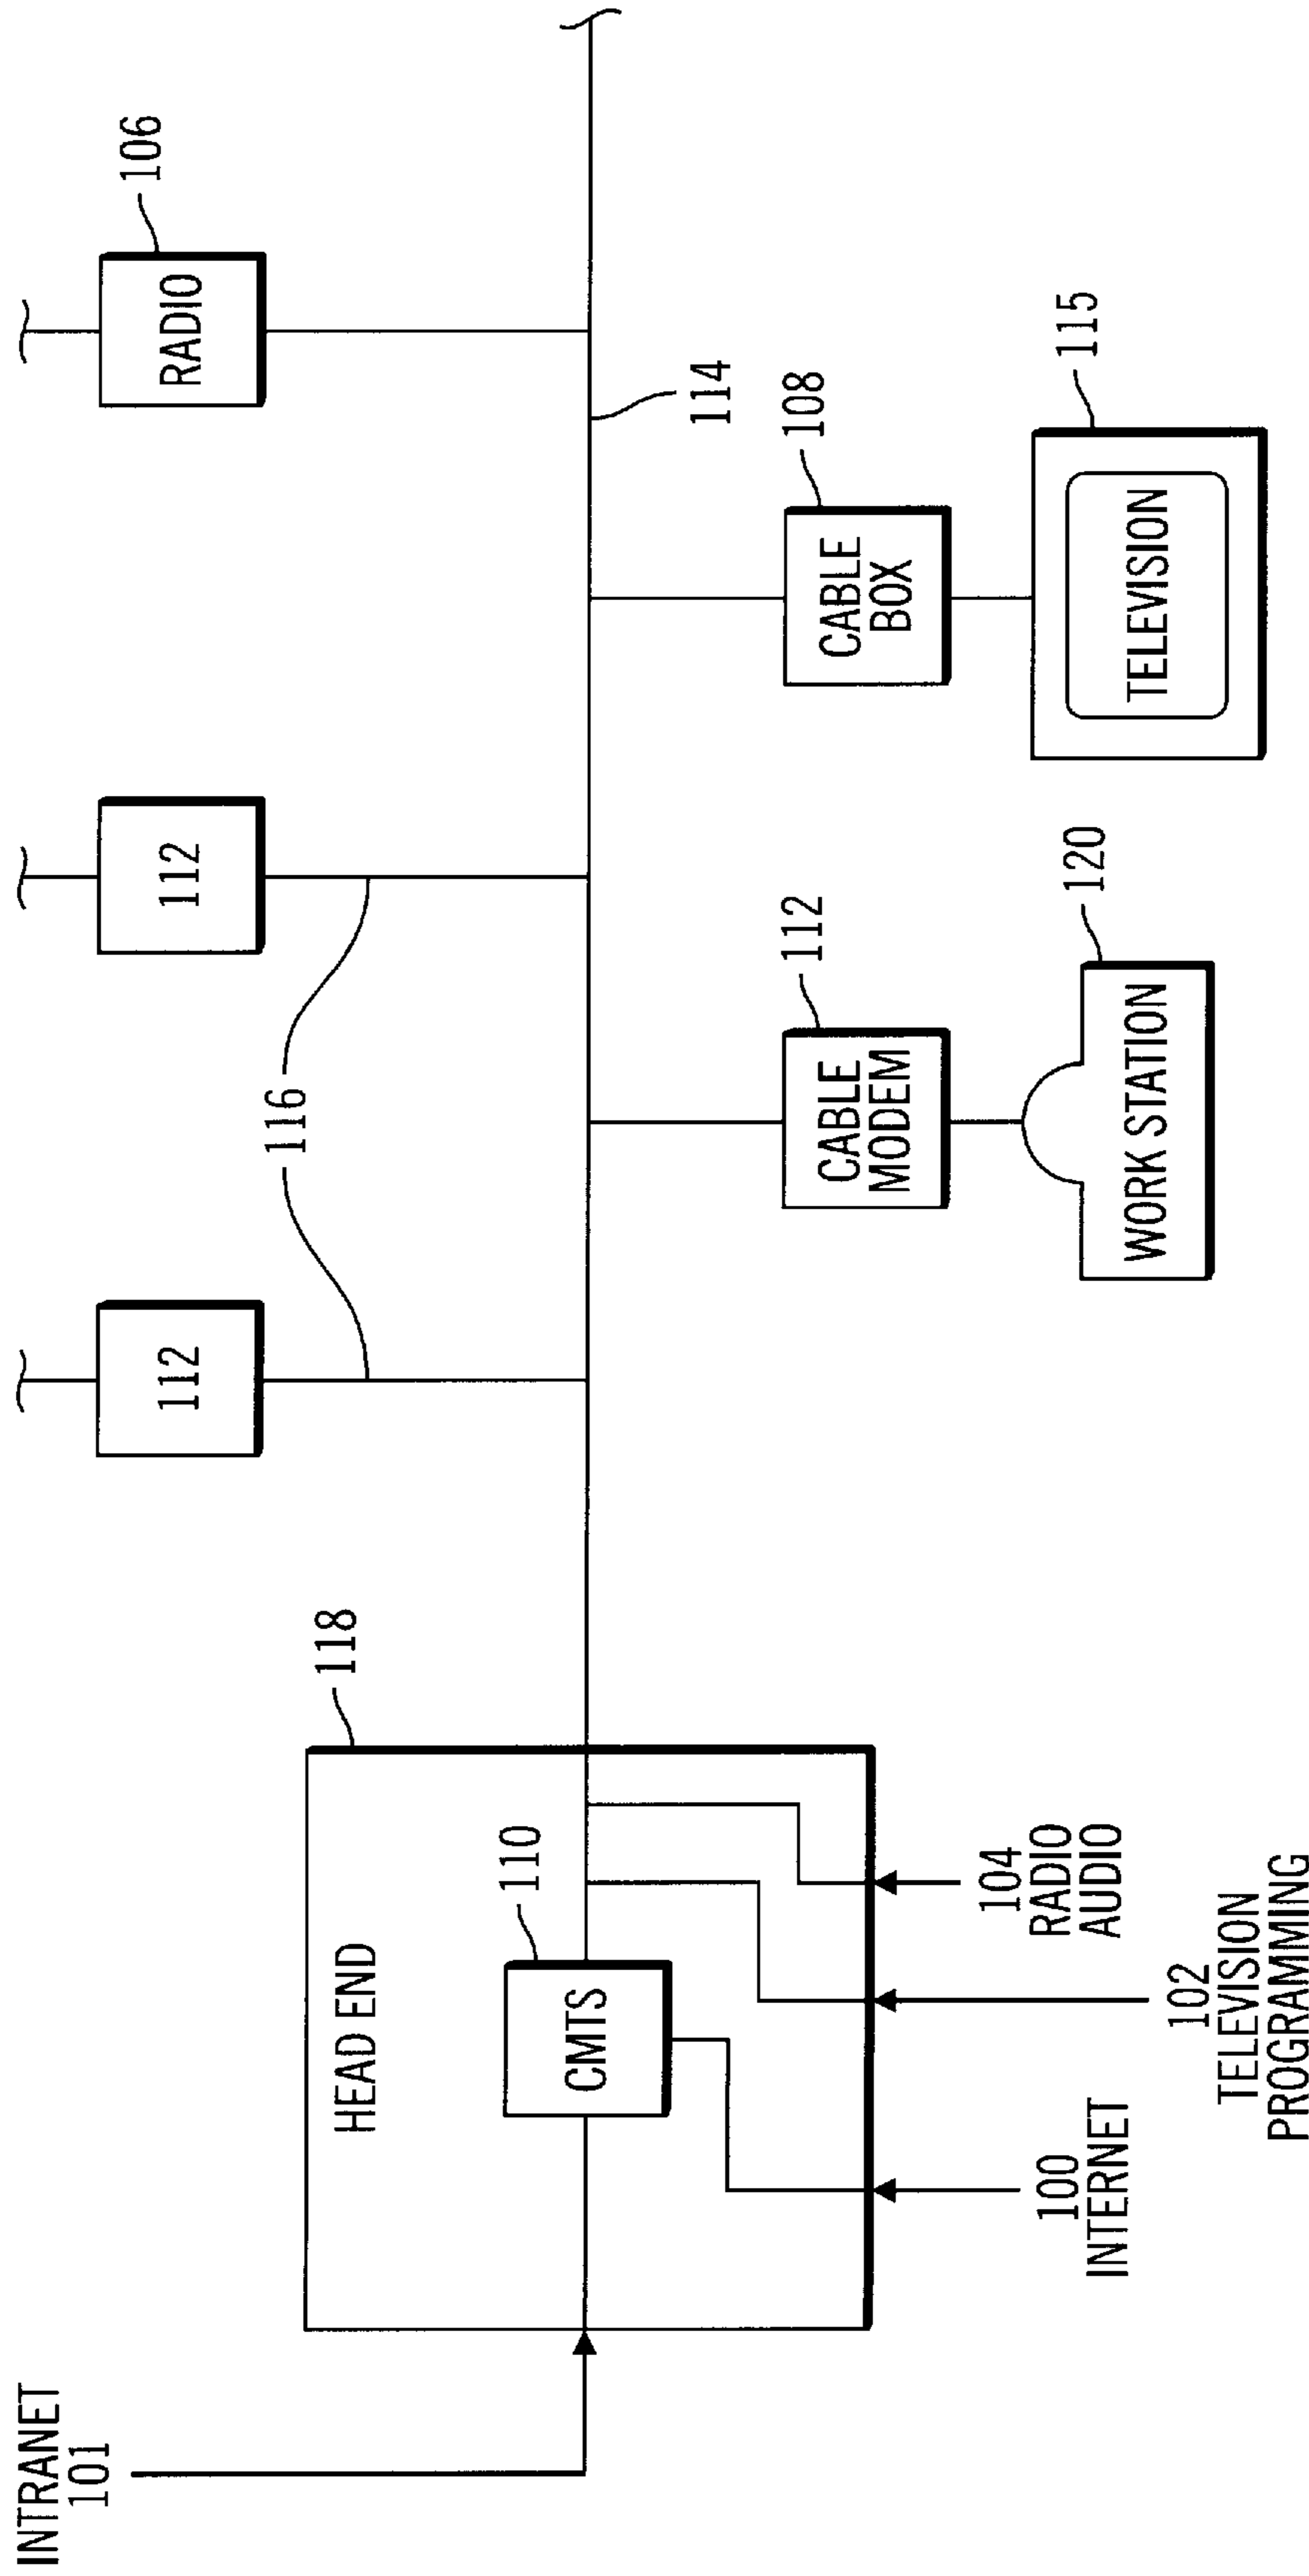 INTRANET
101
HEAD END
118
110
CMTS
100
INTERNET
102
TELEVISION
PROGRAMMING
104
RADIO
AUDIO
112
116
112
RADIO
106
114
CABLE
MODEM
112
WORK STATION
120
CABLE
BOX
108
TELEVISION
115